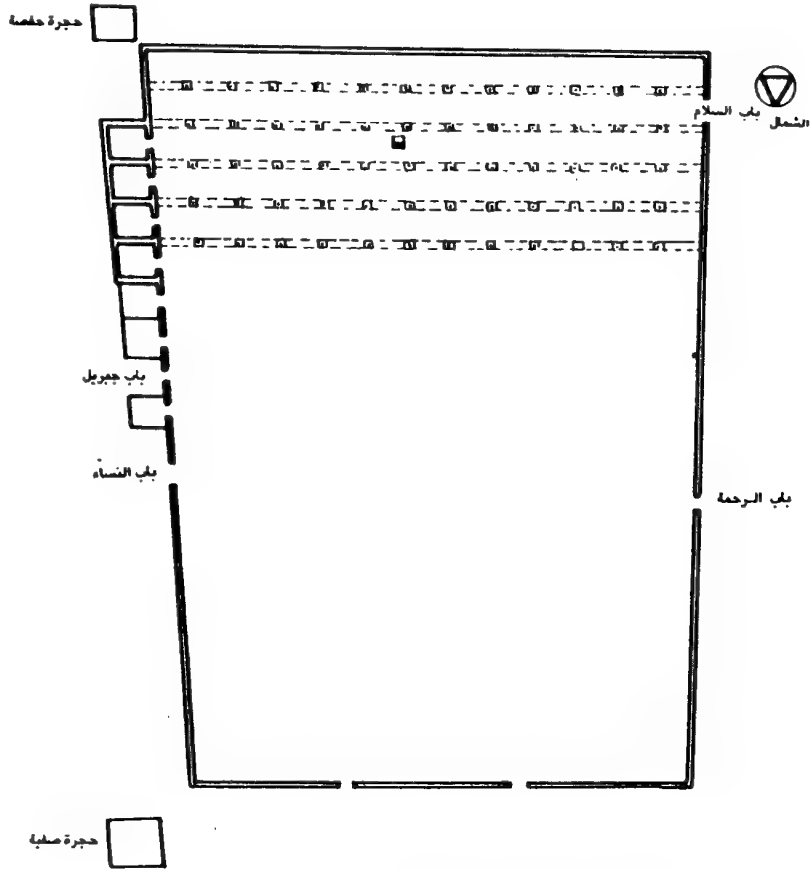 حجرة حفصة
باب السلام
الشمال
باب جبريل
باب النساء
باب الرحمة
حجرة صفية